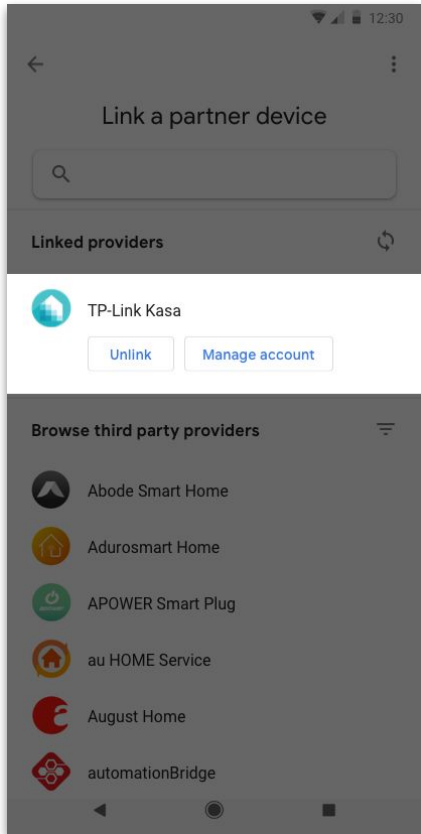 12:30
Link a partner device
Linked providers
TP-Link Kasa
Unlink Manage account
Browse third party providers
Abode Smart Home
Adurosmart Home
APOWER Smart Plug
au HOME Service
August Home
automationBridge